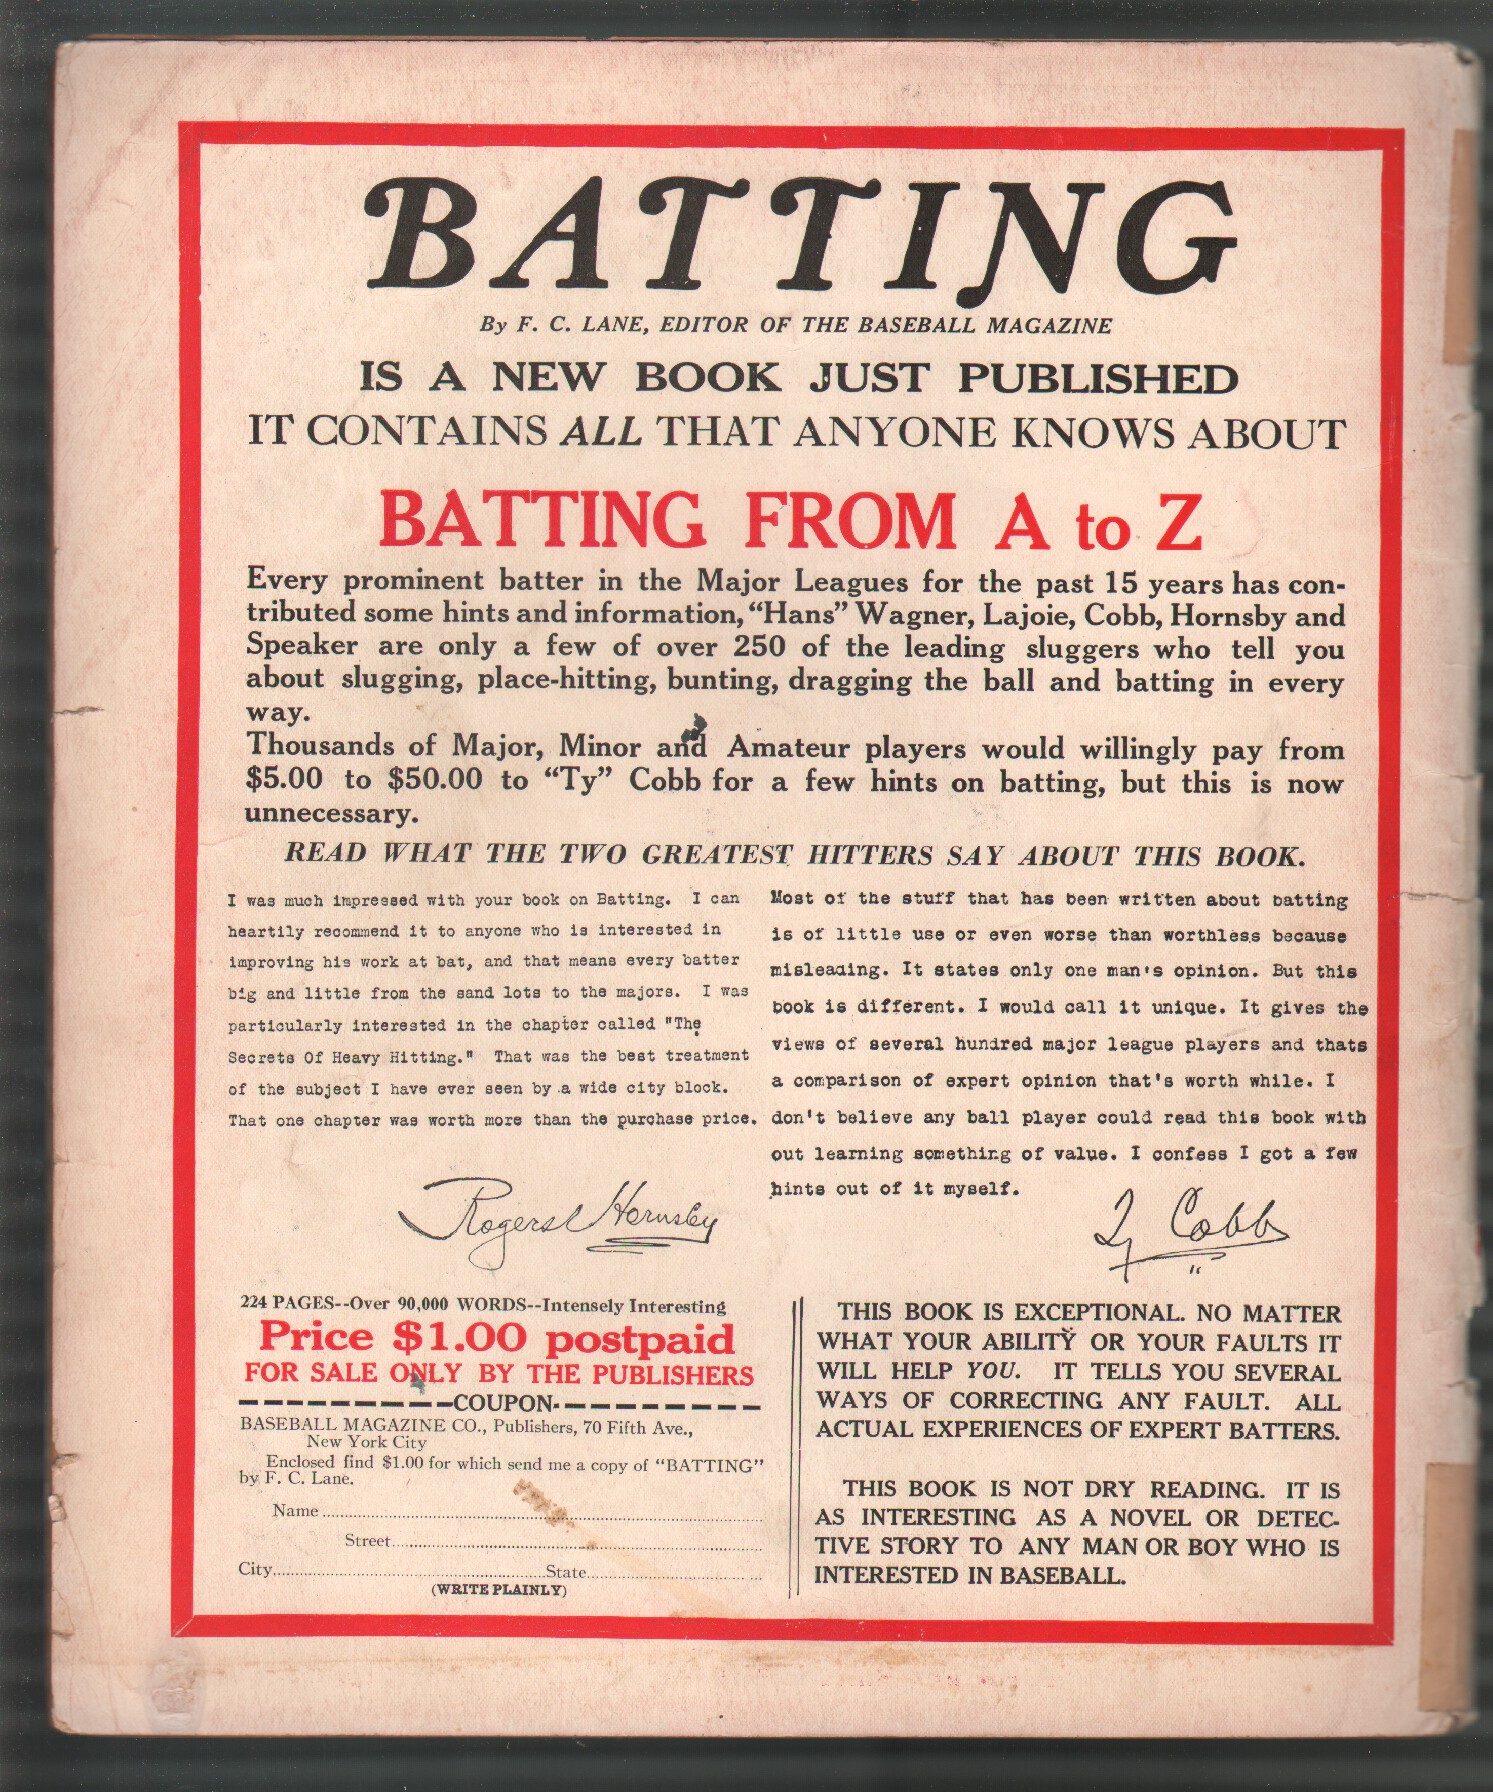 BATTING
By F. C. LANE, EDITOR OF THE BASEBALL MAGAZINE
IS A NEW BOOK JUST PUBLISHED
IT CONTAINS ALL THAT ANYONE KNOWS ABOUT
BATTING FROM A to Z
Every prominent batter in the Major Leagues for the past 15 years has con-
tributed some hints and information, "Hans" Wagner, Lajoie, Cobb, Hornsby and
Speaker are only a few of over 250 of the leading sluggers who tell you
about slugging, place-hitting, bunting, dragging the ball and batting in every
way.
Thousands of Major, Minor and Amateur players would willingly pay from
$5.00 to $50.00 to "Ty" Cobb for a few hints on batting, but this is now
unnecessary.
READ WHAT THE TWO GREATEST HITTERS SAY ABOUT THIS BOOK.
I was much impressed with your book on Batting. I can
heartily recommend it to anyone who is interested in
improving his work at bat, and that means every batter
big and little from the sand lots to the majors. I was
particularly interested in the chapter called "The
Secrets Of Heavy Hitting." That was the best treatment
of the subject I have ever seen by a wide city block.
That one chapter was worth more than the purchase price.
Rogers Hornsby
Most of the stuff that has been written about batting
is of little use or even worse than worthless because
misleading. It states only one man's opinion. But this
book is different. I would call it unique. It gives the
views of several hundred major league players and thats
a comparison of expert opinion that's worth while. I
don't believe any ball player could read this book with
out learning something of value. I confess I got a few
hints out of it myself.
Ty Cobb
224 PAGES--Over 90,000 WORDS--Intensely Interesting
Price $1.00 postpaid
FOR SALE ONLY BY THE PUBLISHERS
COUPON
BASEBALL MAGAZINE CO., Publishers, 70 Fifth Ave.,
New York City
Enclosed find $1.00 for which send me a copy of "BATTING"
by F. C. Lane.
Name
Street
City State
(WRITE PLAINLY)
THIS BOOK IS EXCEPTIONAL. NO MATTER
WHAT YOUR ABILITY OR YOUR FAULTS IT
WILL HELP YOU. IT TELLS YOU SEVERAL
WAYS OF CORRECTING ANY FAULT. ALL
ACTUAL EXPERIENCES OF EXPERT BATTERS.
THIS BOOK IS NOT DRY READING. IT IS
AS INTERESTING AS A NOVEL OR DETEC-
TIVE STORY TO ANY MAN OR BOY WHO IS
INTERESTED IN BASEBALL.